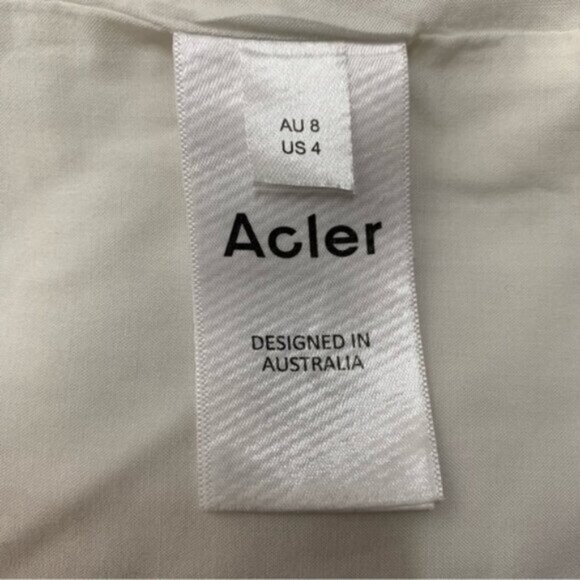 AU 8
US 4
Acler
DESIGNED IN
AUSTRALIA